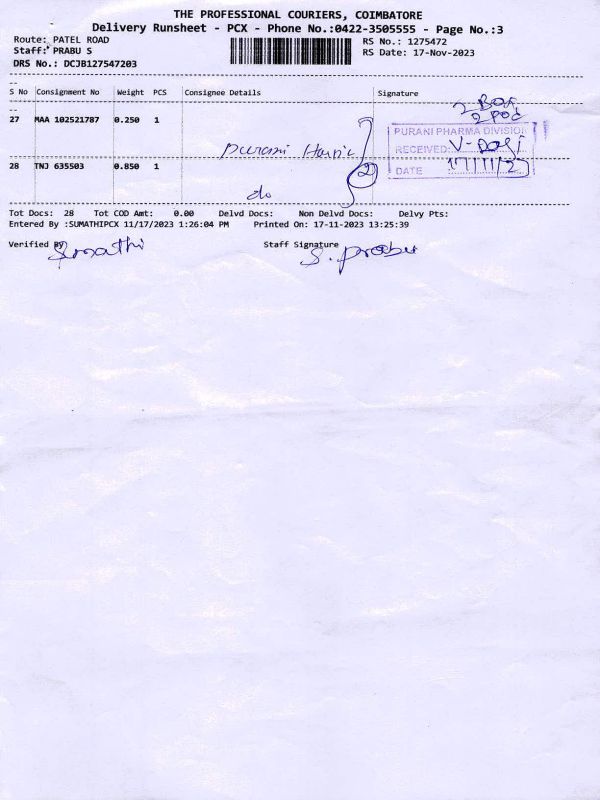 THE PROFESSIONAL COURIERS, COIMBATORE
Delivery Runsheet - PCX - Phone No.:0422-3505555 - Page No.:3
Route: PATEL ROAD
RS No.: 1275472
Staff: PRABU S
RS Date: 17-Nov-2023
DRS No.: DCJB127547203
S No Consignment No Weight PCS Consignee Details Signature
2 Box
2 pod
27 MAA 102521787 0.250 1
PURANI PHARMA DIVISION
purani
RECEIVED:
28 TNJ 635503 0.850 1
2
DATE 17/11/2
do
Tot Docs: 28 Tot COD Amt: 0.00 Delvd Docs: Non Delvd Docs: Delvy Pts:
Entered By :SUMATHIPCX 11/17/2023 1:26:04 PM Printed On: 17-11-2023 13:25:39
Verified By Staff Signature
Sumathi S. prabu